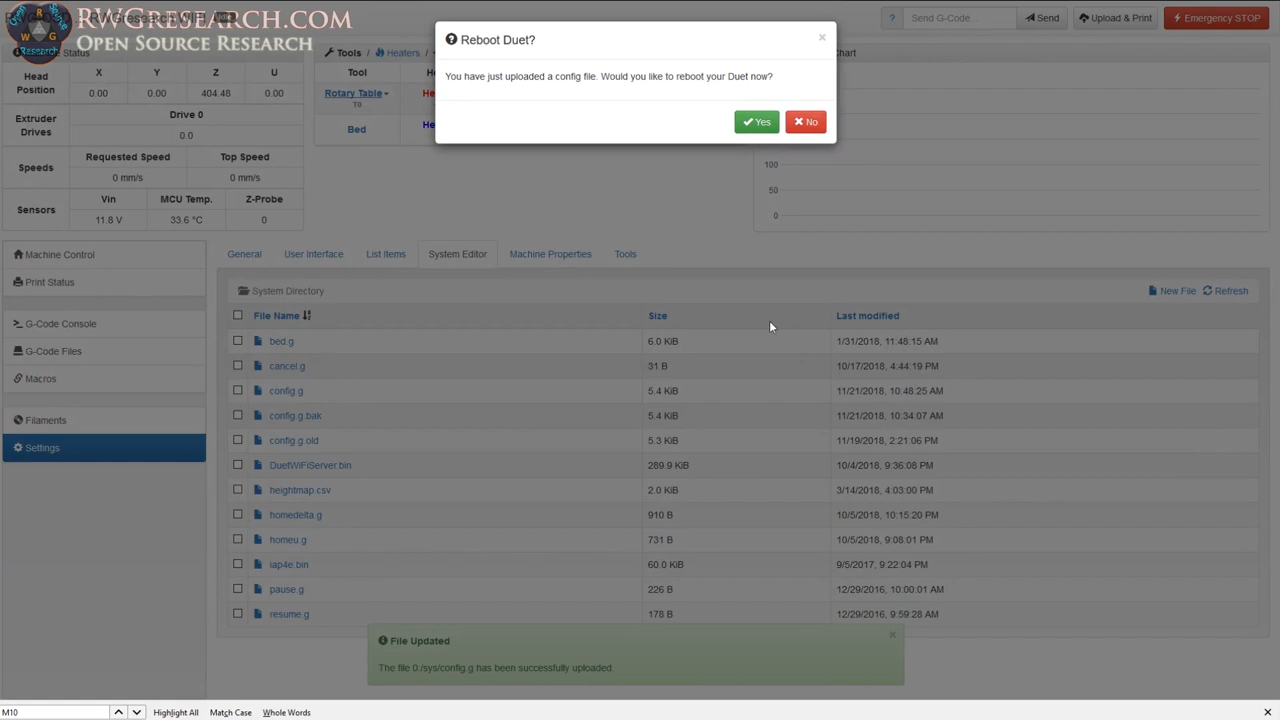 RWGRESEARCH.COM
OPEN SOURCE RESEARCH
Open Source
R
W G
Research
Send G-Code...
Send
Upload & Print
Emergency STOP
Reboot Duet?
You have just uploaded a config file. Would you like to reboot your Duet now?
Yes
No
Status
Tools
Heaters
Chart
Head Position
X
Y
Z
U
0.00
0.00
404.48
0.00
Extruder Drives
Drive 0
0.0
Speeds
Requested Speed
Top Speed
0 mm/s
0 mm/s
Sensors
Vin
MCU Temp.
Z-Probe
11.8 V
33.6 °C
0
Tool
Rotary Table
T0
Bed
100
50
0
Machine Control
Print Status
G-Code Console
G-Code Files
Macros
Filaments
Settings
General
User Interface
List Items
System Editor
Machine Properties
Tools
System Directory
New File
Refresh
File Name
Size
Last modified
bed.g
6.0 KiB
1/31/2018, 11:48:15 AM
cancel.g
31 B
10/17/2018, 4:44:19 PM
config.g
5.4 KiB
11/21/2018, 10:48:25 AM
config.g.bak
5.4 KiB
11/21/2018, 10:34:07 AM
config.g.old
5.3 KiB
11/19/2018, 2:21:06 PM
DuetWiFiServer.bin
289.9 KiB
10/4/2018, 9:36:08 PM
heightmap.csv
2.0 KiB
3/14/2018, 4:03:00 PM
homedelta.g
910 B
10/5/2018, 10:15:20 PM
homeu.g
731 B
10/5/2018, 9:08:01 PM
iap4e.bin
60.0 KiB
9/5/2017, 9:22:04 PM
pause.g
226 B
12/29/2016, 10:00:01 AM
resume.g
178 B
12/29/2016, 9:59:28 AM
File Updated
The file 0:/sys/config.g has been successfully uploaded.
M10
Highlight All
Match Case
Whole Words